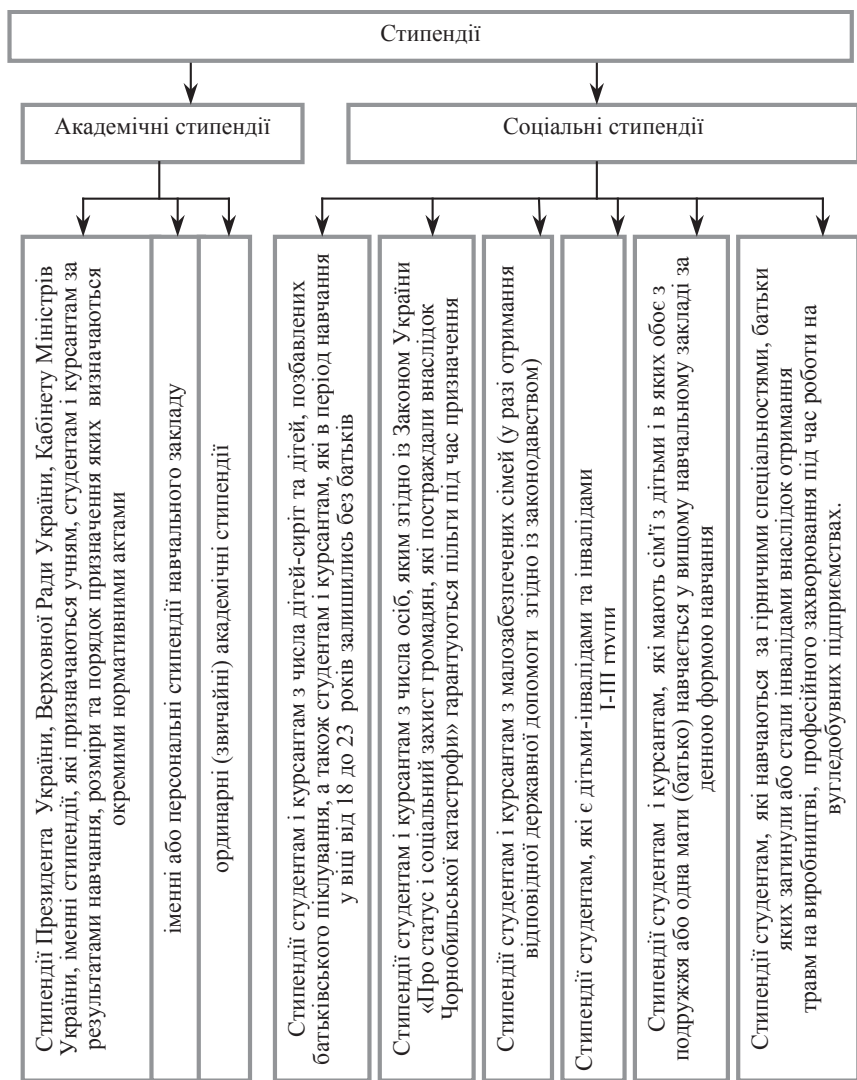 Стипендії
Академічні стипендії
Соціальні стипендії
Стипендії Президента України, Верховної Ради України, Кабінету Міністрів
України, іменні стипендії, які призначаються учням, студентам і курсантам за
результатами навчання, розміри та порядок призначення яких визначаються
окремими нормативними актами
іменні або персональні стипендії навчального закладу
ординарні (звичайні) академічні стипендії
Стипендії студентам і курсантам з числа дітей-сиріт та дітей, позбавлених
батьківського піклування, а також студентам і курсантам, які в період навчання
у віці від 18 до 23 років залишились без батьків
Стипендії студентам і курсантам з числа осіб, яким згідно із Законом України
«Про статус і соціальний захист громадян, які постраждали внаслідок
Чорнобильської катастрофи» гарантуються пільги під час призначення
Стипендії студентам і курсантам з малозабезпечених сімей (у разі отримання
відповідної державної допомоги згідно із законодавством)
Стипендії студентам, які є дітьми-інвалідами та інвалідами
І-ІІІ групи
Стипендії студентам і курсантам, які мають сім'ї з дітьми і в яких обоє з
подружжя або одна мати (батько) навчається у вищому навчальному закладі за
денною формою навчання
Стипендії студентам, які навчаються за гірничими спеціальностями, батьки
яких загинули або стали інвалідами внаслідок отримання
травм на виробництві, професійного захворювання під час роботи на
вугледобувних підприємствах.